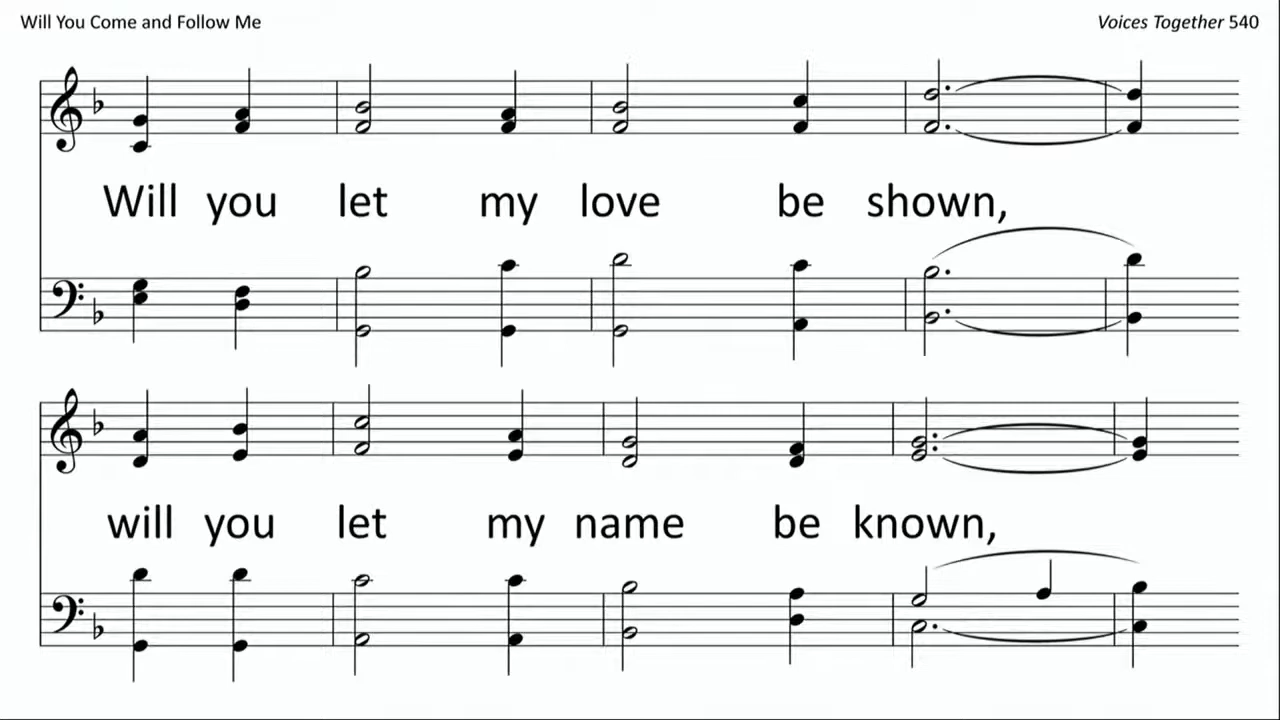 Will You Come and Follow Me
Voices Together 540
Will you let my love be shown,
will you let my name be known,